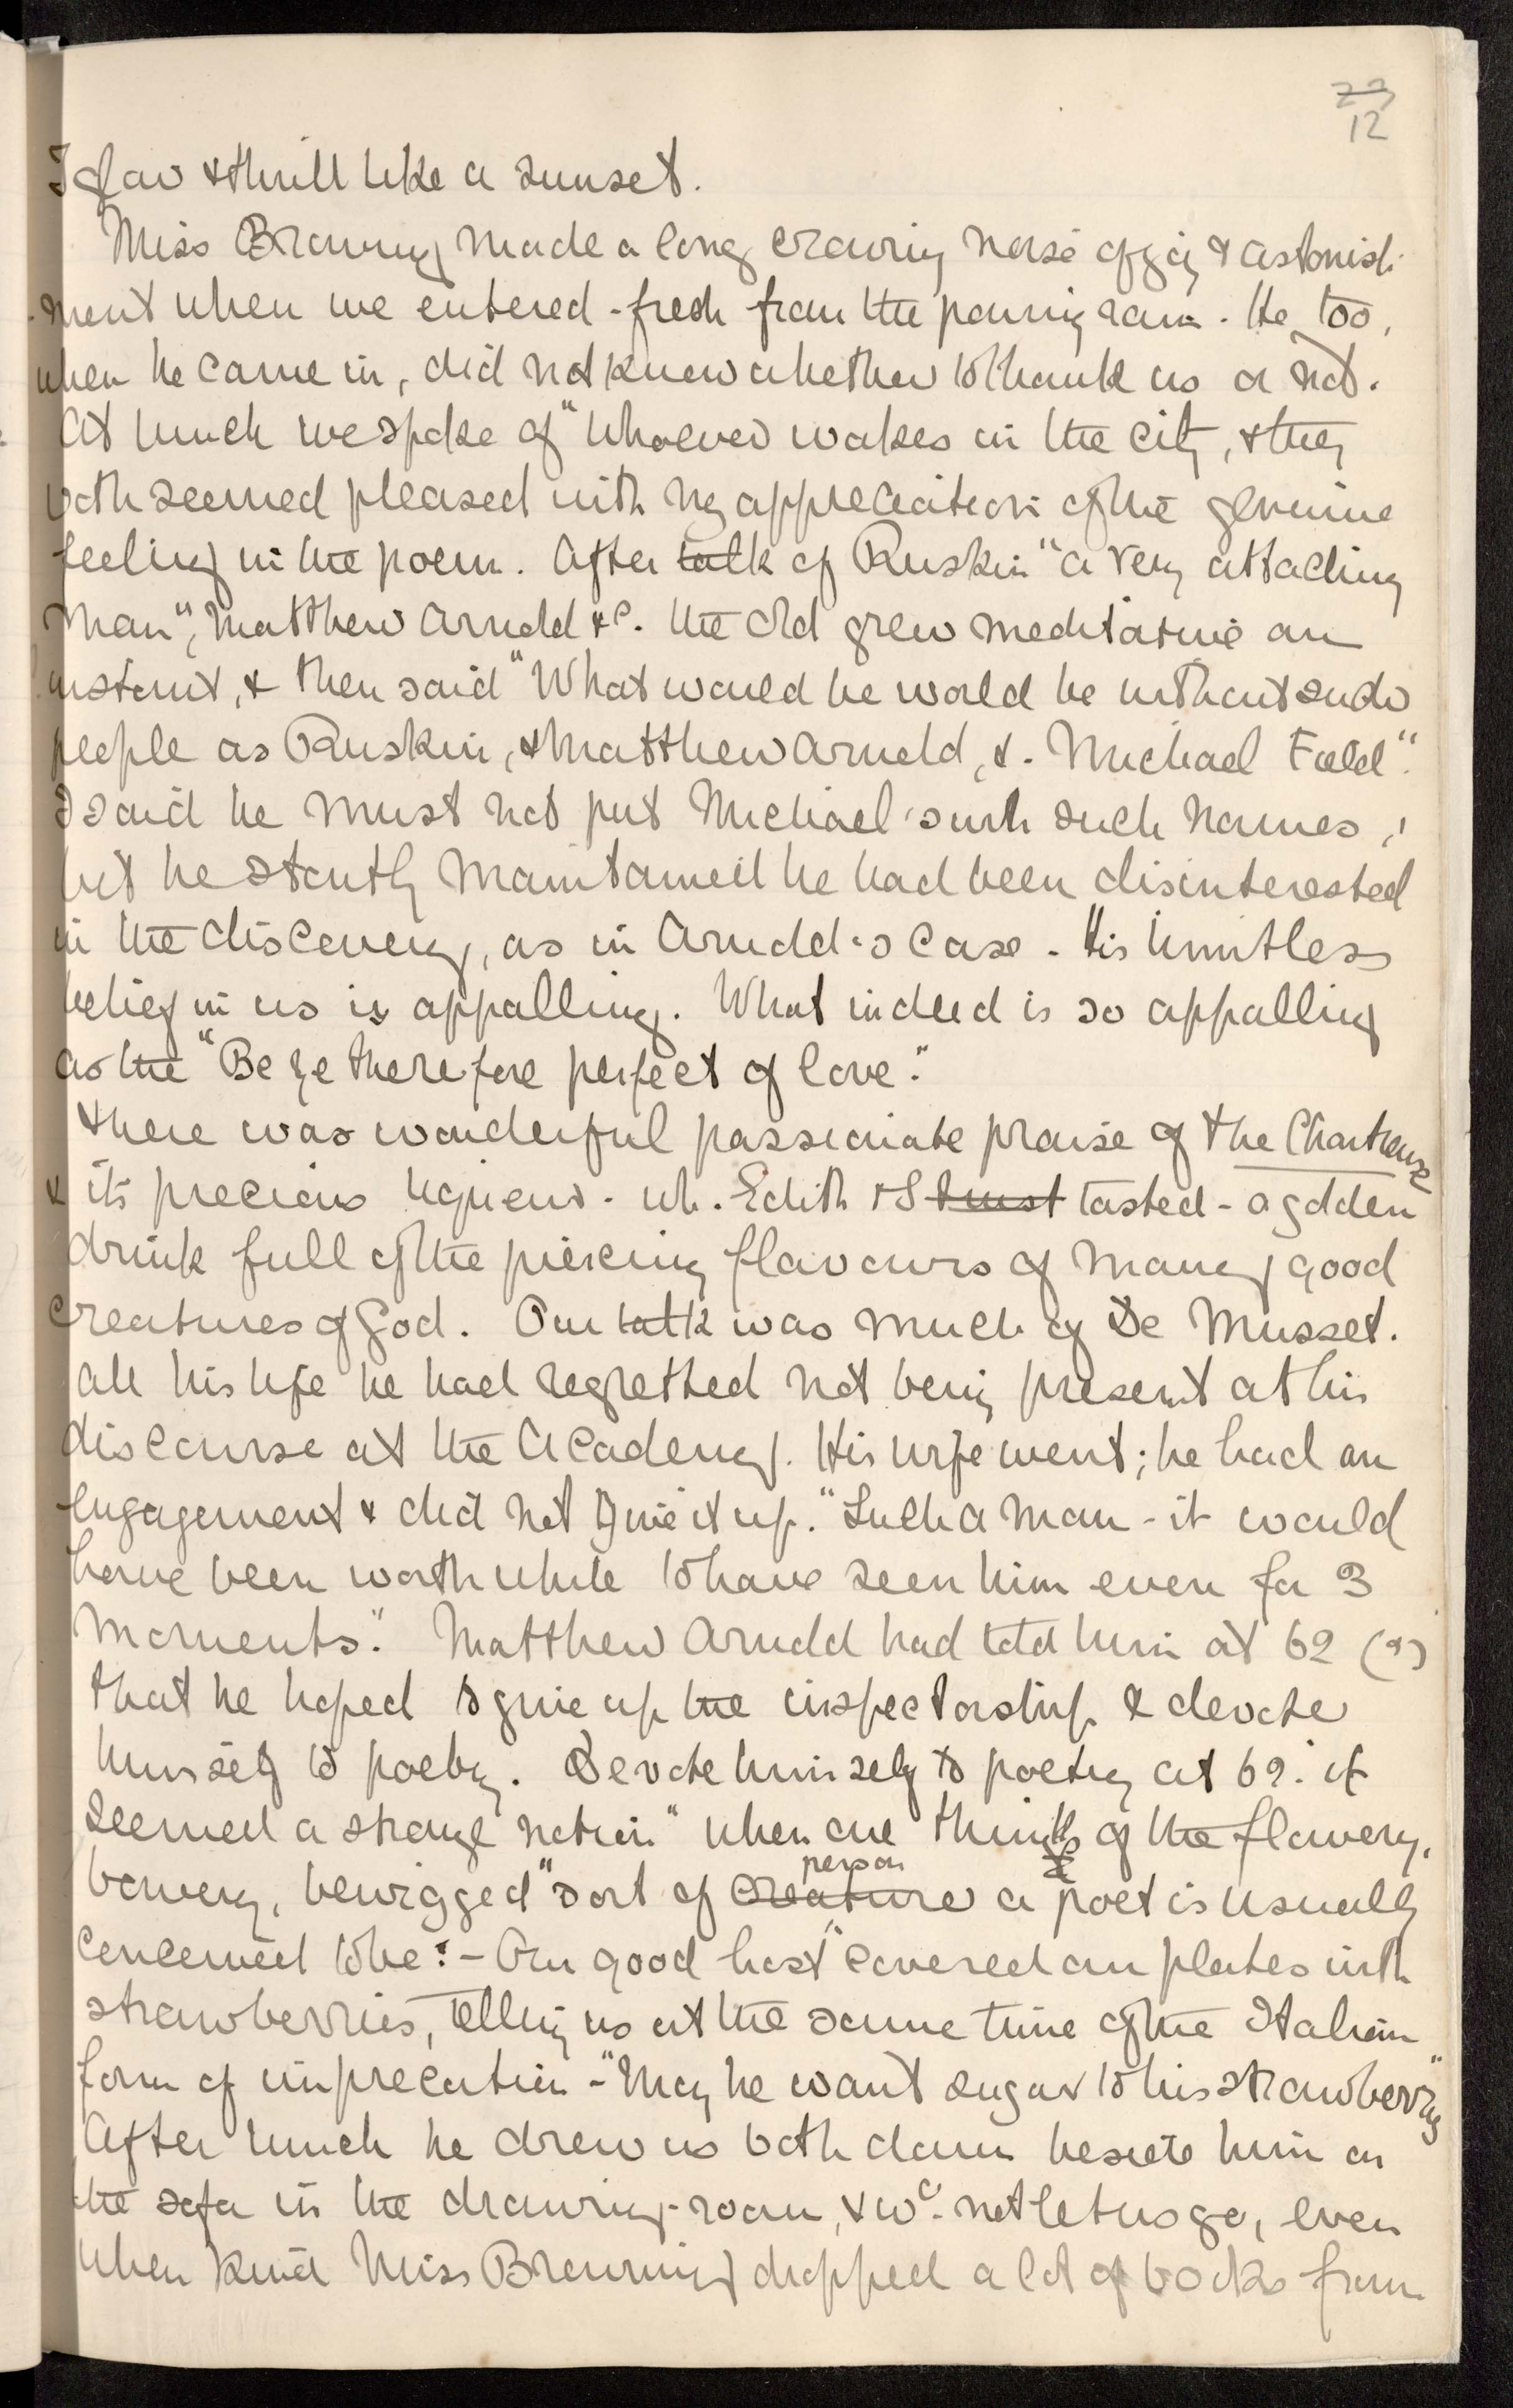 23
12
I glow & thrill like a sunset.
Miss Browning made a long crowing noise of joy & astonish-
-ment when we entered - fresh from the pouring rain. He too,
when he came in, did not know whether to thank us or not.
At lunch we spoke of "Whoever wakes in the city, & they
both seemed pleased with my appreciation of the genuine
feeling in the poem. After talk of Ruskin "a very attaching
man", Matthew Arnold &c. the Old grew meditative an
instant, & then said "What would he world be without such
people as Ruskin, & Matthew Arnold, &. Michael Field".
I said he must not put Michael with such names,
but he stoutly maintained he had been disinterested
in the discovery, as in Arnold's case. His limitless
belief in us is appalling. What indeed is so appalling
as the "Be ye therefore perfect of love."
There was wonderful passionate praise of the Chartreuse
& its precious liqueur - wh. Edith & I must tasted - a golden
drink full of the piercing flavours of many good
creatures of God. Our talk was much of De Musset.
All his life he had regretted not being present at his
discourse at the Academy. His wife went; he had an
engagement & did not give it up. "Such a man - it would
have been worth while to have seen him even for 3
moments." Matthew Arnold had told him at 62 (?)
that he hoped to give up the inspectorship & devote
himself to poetry. Devote himself to poetry at 62. it
seemed a strange notion "when one thinks of the flowery,
bowery, bewigged" sort of creature person a poet is usually
conceived to be: - Our good host covered our plates with
strawberries, telling us at the same time of the Italian
form of imprecation - "May he want sugar to his strawberry"
After lunch he drew us both down beside him on
the sofa in the drawing-room, & wd. not let us go, even
when kind Miss Browning dropped a lot of books from